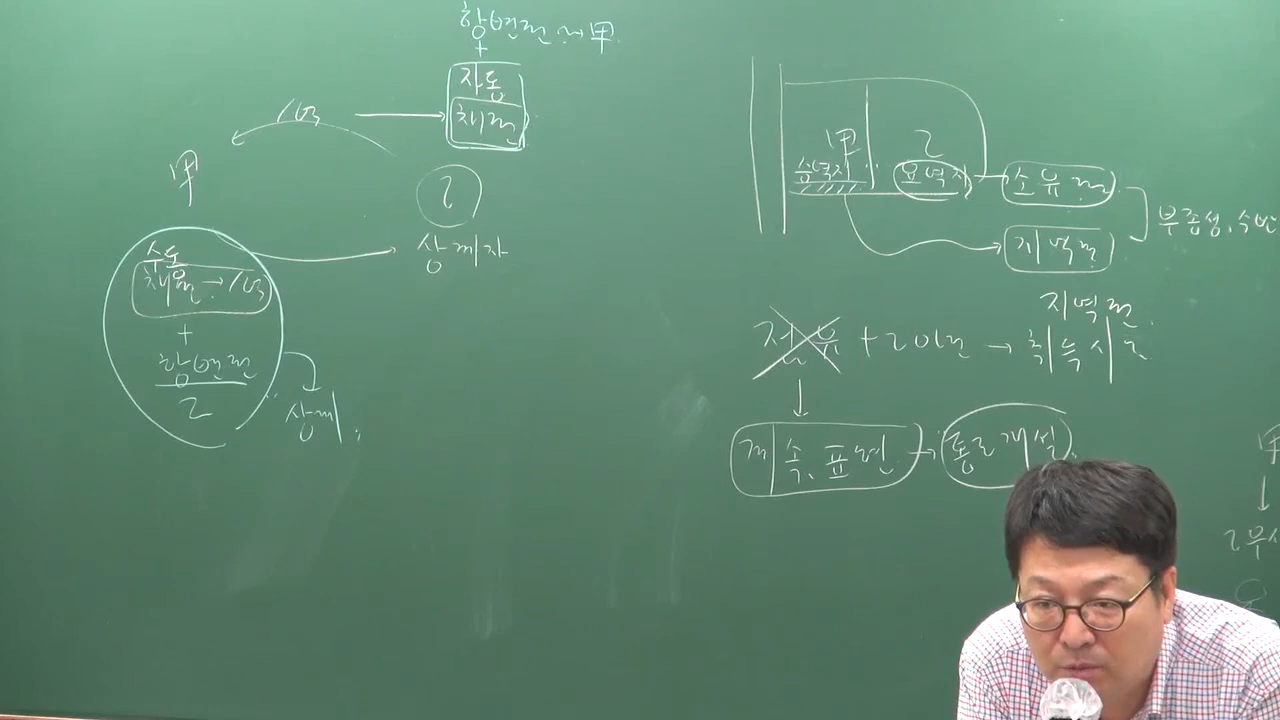 항변권 → 甲
+
자동
채권
1억
甲
乙
상계자
수동
채권 → 1억
+
항변권
乙
상계
甲 乙
승역지 요역지 소유권
지역권
부종성, 수반
지역권
점유 + 20년 → 취득시효
계속, 표현 → 통로개설
甲